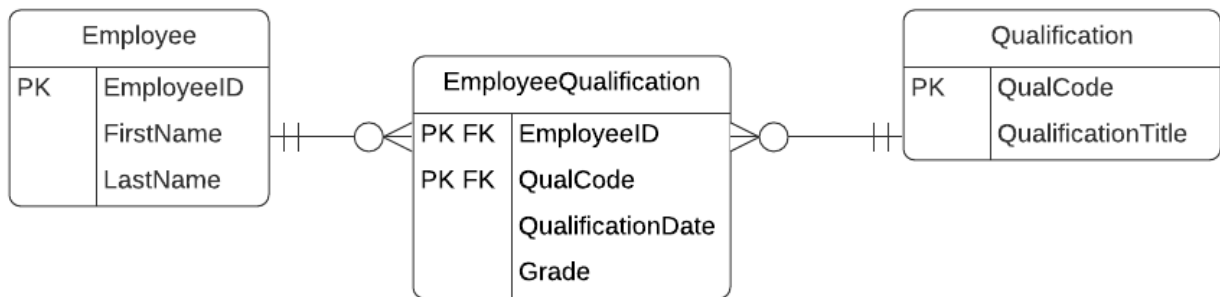 Employee
PK EmployeeID
FirstName
LastName
EmployeeQualification
PK FK EmployeeID
PK FK QualCode
QualificationDate
Grade
Qualification
PK QualCode
QualificationTitle